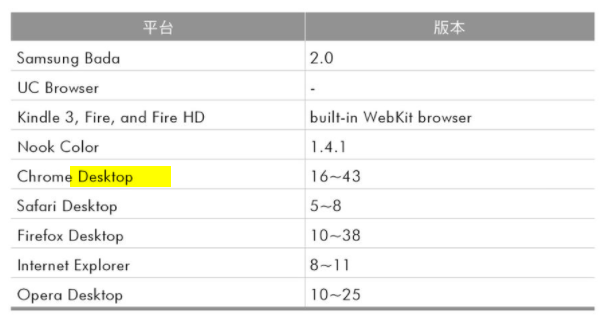 平台 版本
Samsung Bada 2.0
UC Browser -
Kindle 3, Fire, and Fire HD built-in WebKit browser
Nook Color 1.4.1
Chrome Desktop 16~43
Safari Desktop 5~8
Firefox Desktop 10~38
Internet Explorer 8~11
Opera Desktop 10~25